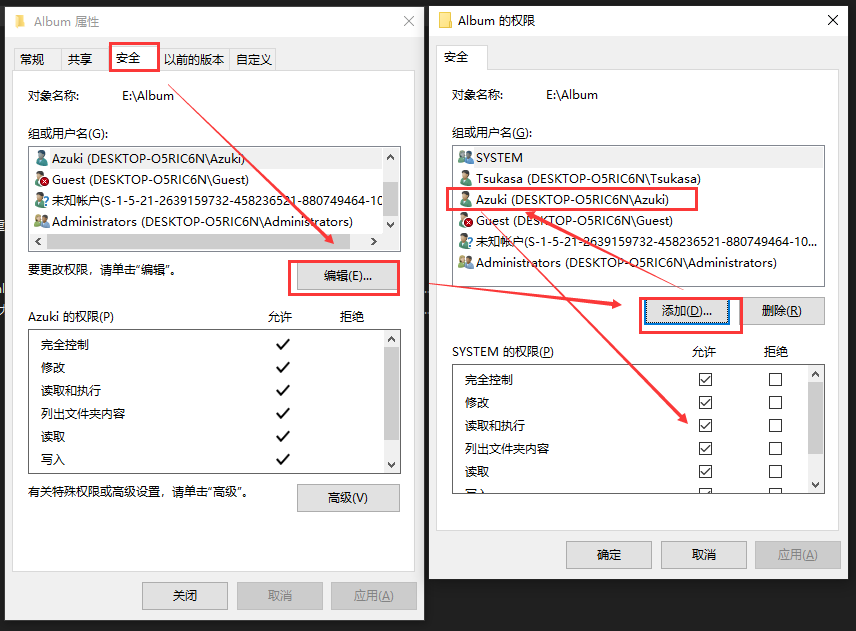 Album 属性
常规 共享 安全 以前的版本 自定义
对象名称: E:\Album
组或用户名(G):
Azuki (DESKTOP-O5RIC6N\Azuki)
Guest (DESKTOP-O5RIC6N\Guest)
未知帐户(S-1-5-21-2639159732-458236521-880749464-10
Administrators (DESKTOP-O5RIC6N\Administrators)
要更改权限，请单击“编辑”。
编辑(E)...
Azuki 的权限(P) 允许 拒绝
完全控制
修改
读取和执行
列出文件夹内容
读取
写入
有关特殊权限或高级设置，请单击“高级”。
高级(V)
关闭 取消 应用(A)
Album 的权限
安全
对象名称: E:\Album
组或用户名(G):
SYSTEM
Tsukasa (DESKTOP-O5RIC6N\Tsukasa)
Azuki (DESKTOP-O5RIC6N\Azuki)
Guest (DESKTOP-O5RIC6N\Guest)
未知帐户(S-1-5-21-2639159732-458236521-880749464-10...
Administrators (DESKTOP-O5RIC6N\Administrators)
添加(D)... 删除(R)
SYSTEM 的权限(P) 允许 拒绝
完全控制
修改
读取和执行
列出文件夹内容
读取
确定 取消 应用(A)